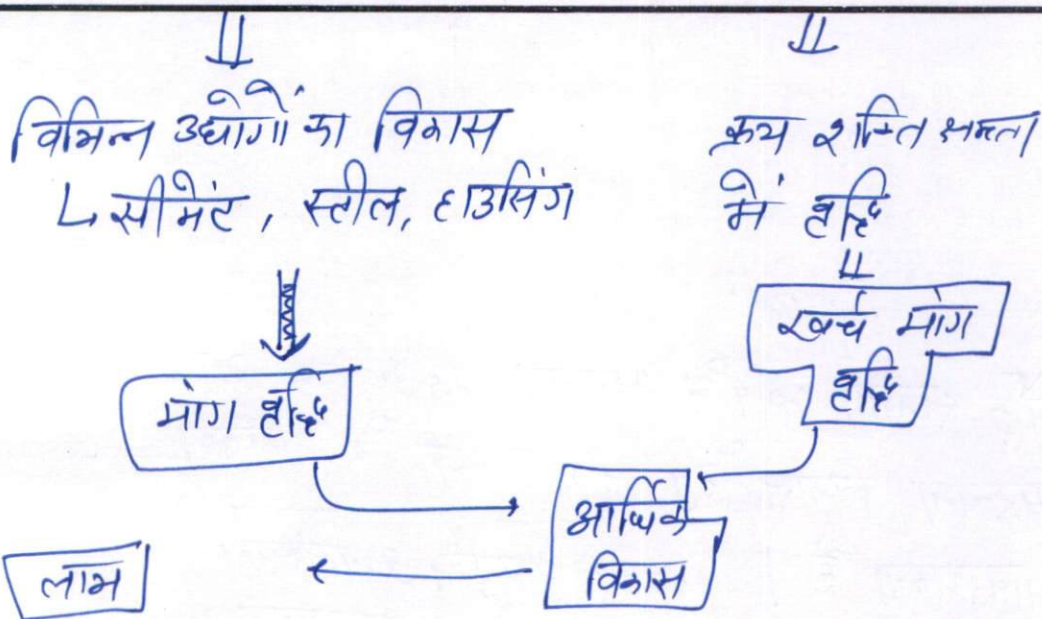 विभिन्न उद्योगों का विकास
↳ सीमेंट, स्टील, हाउसिंग
क्रय शक्ति क्षमता
में वृद्धि
खर्च मांग
वृद्धि
मांग वृद्धि
आर्थिक
विकास
लाभ